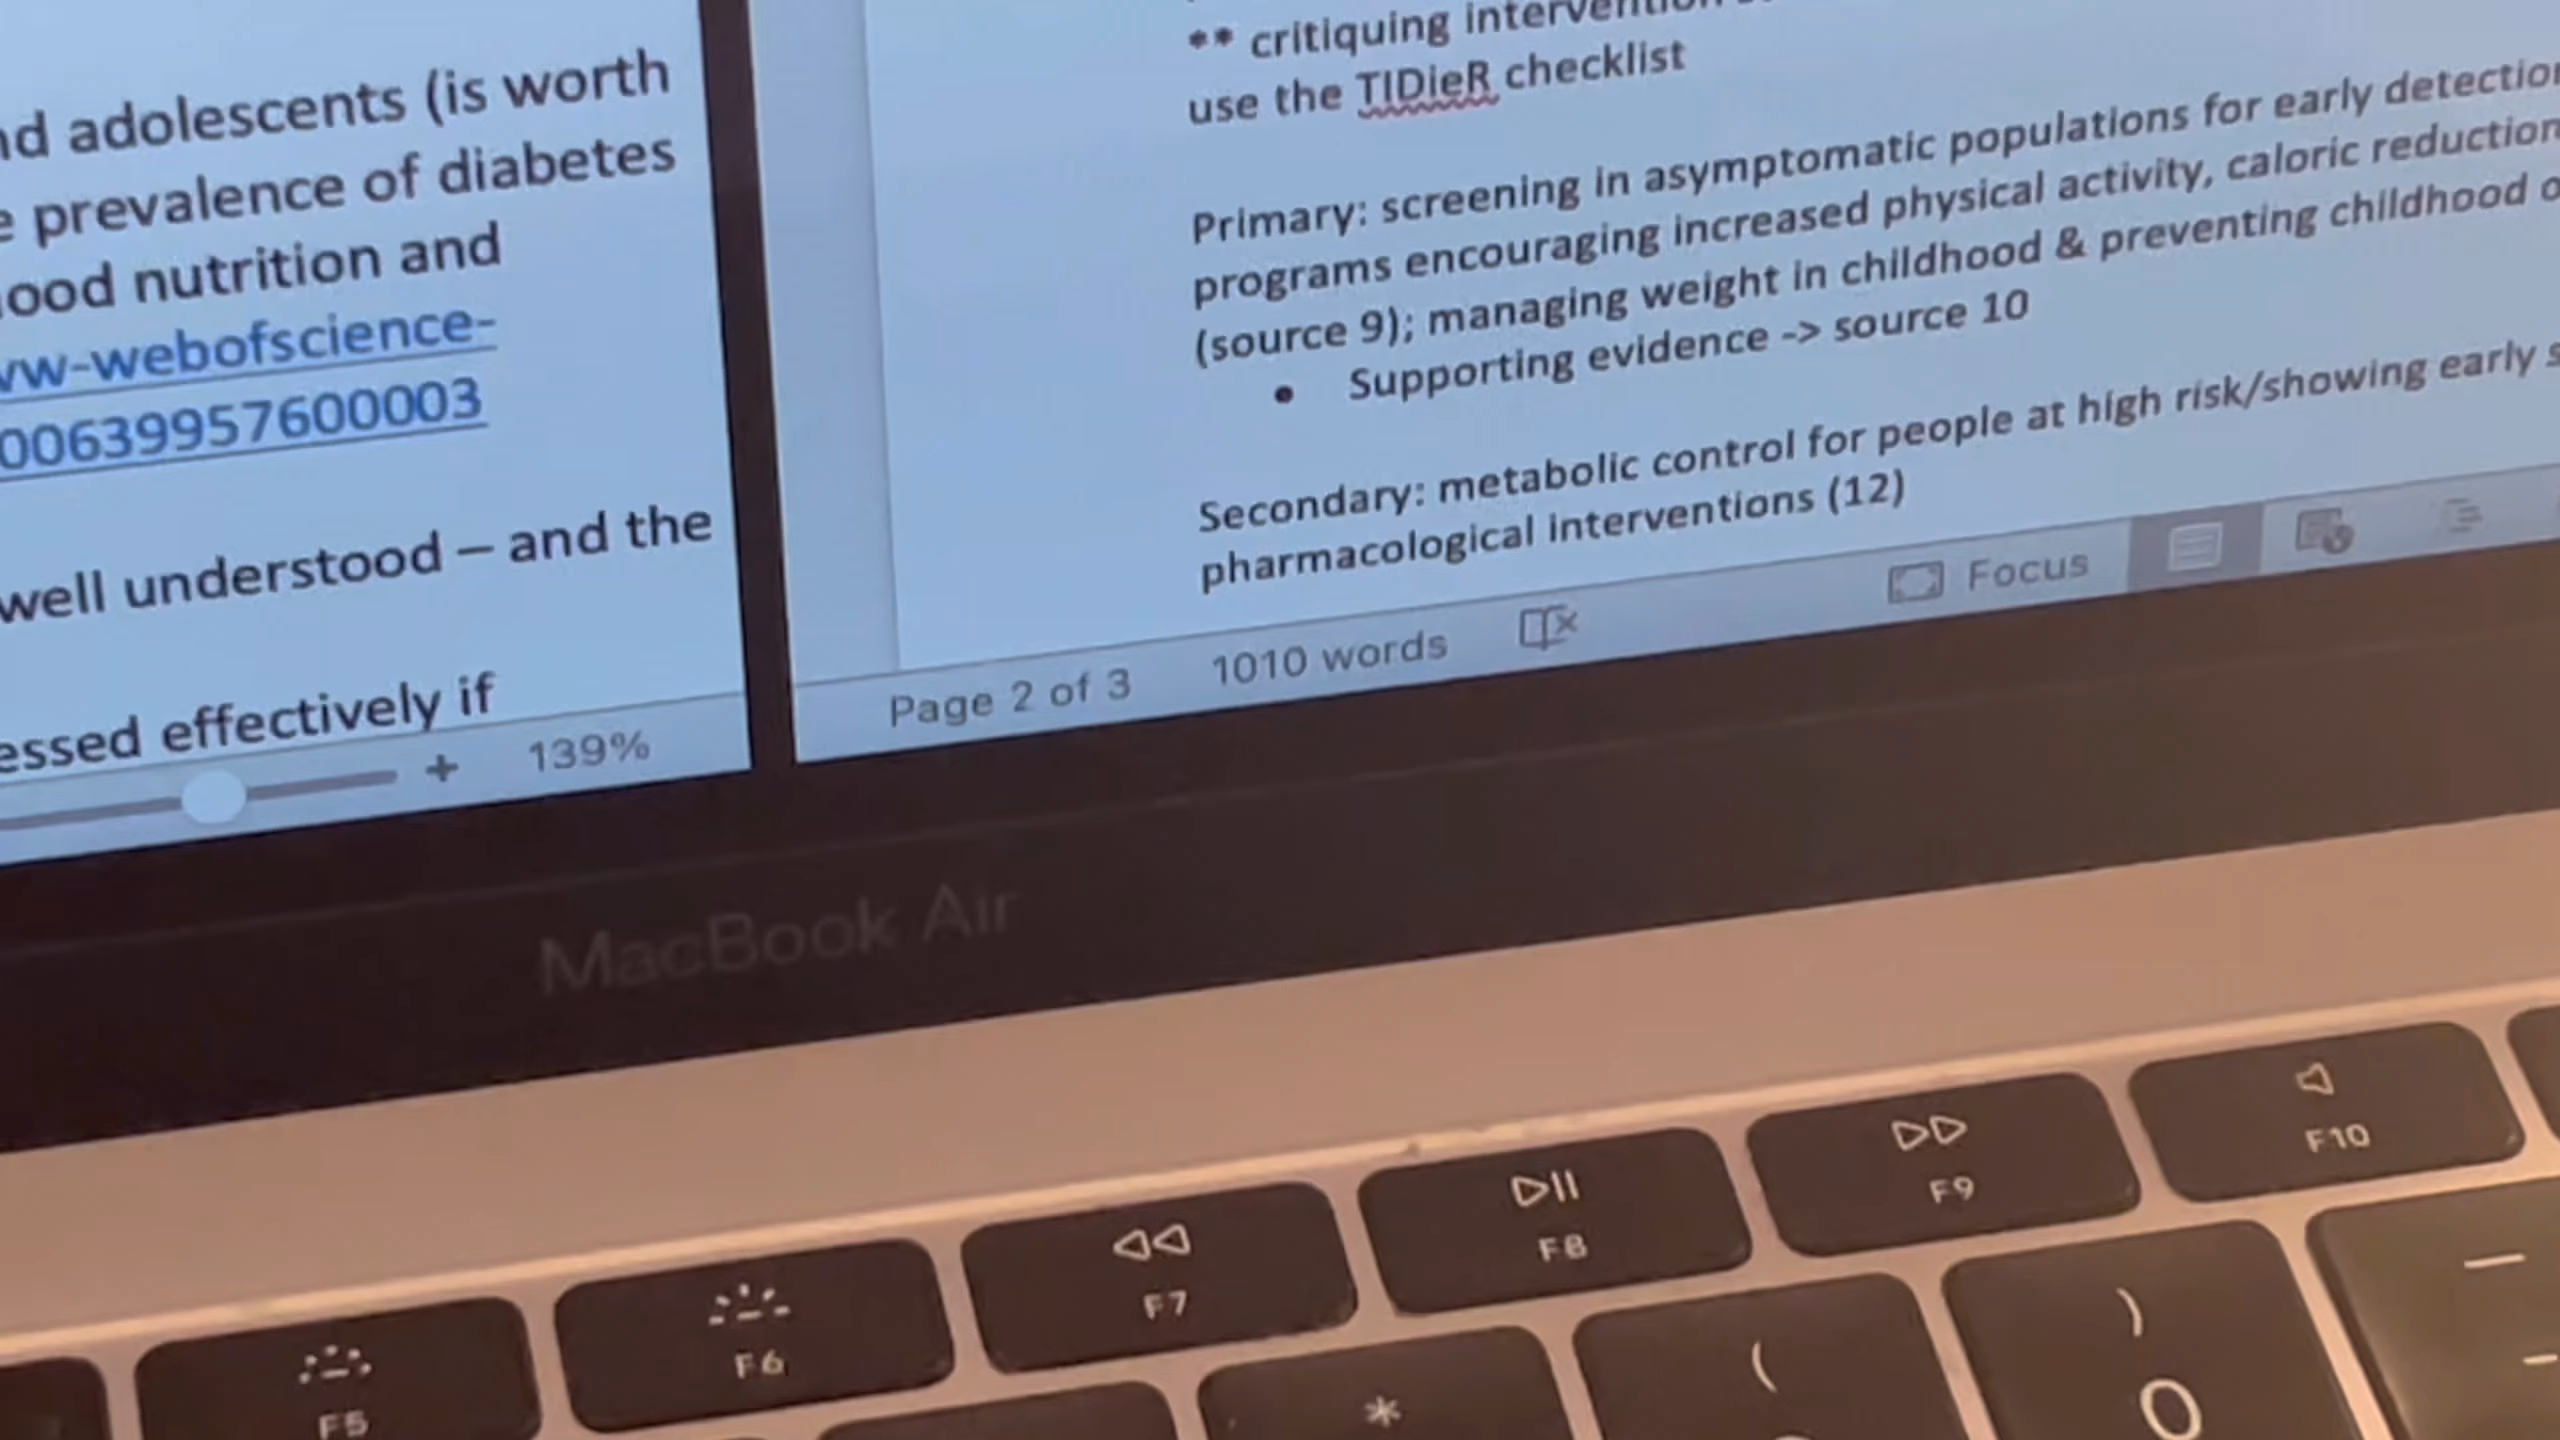 nd adolescents (is worth
e prevalence of diabetes
ood nutrition and
vw-webofscience-
00639957600003
well understood – and the
essed effectively if
+ 139%
** critiquing intervention
use the TIDieR checklist
Primary: screening in asymptomatic populations for early detection
programs encouraging increased physical activity, caloric reduction
(source 9); managing weight in childhood & preventing childhood o
• Supporting evidence -> source 10
Secondary: metabolic control for people at high risk/showing early s
pharmacological interventions (12)
Page 2 of 3 1010 words Focus
MacBook Air
F5 F6 F7 F8 F9 F10
* ( ) 0